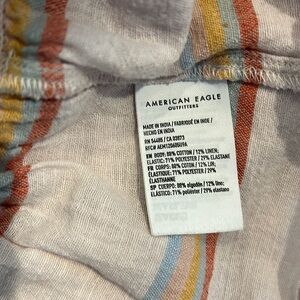 AMERICAN EAGLE
OUTFITTERS
MADE IN INDIA / FABRIQUÉ EN INDE /
HECHO EN INDIA
RN 54485 / CA 03073
EN BODY: 88% COTTON / 12% LINEN;
ELASTIC: 71% POLYESTER / 29% ELASTANE
FR CORPS: 88% COTON / 12% LIN;
ÉLASTIQUE: 71% POLYESTER / 29%
ÉLASTHANNE
SP CUERPO: 88% algodón / 12% lino;
ELÁSTICO: 71% poliéster / 29% elastano